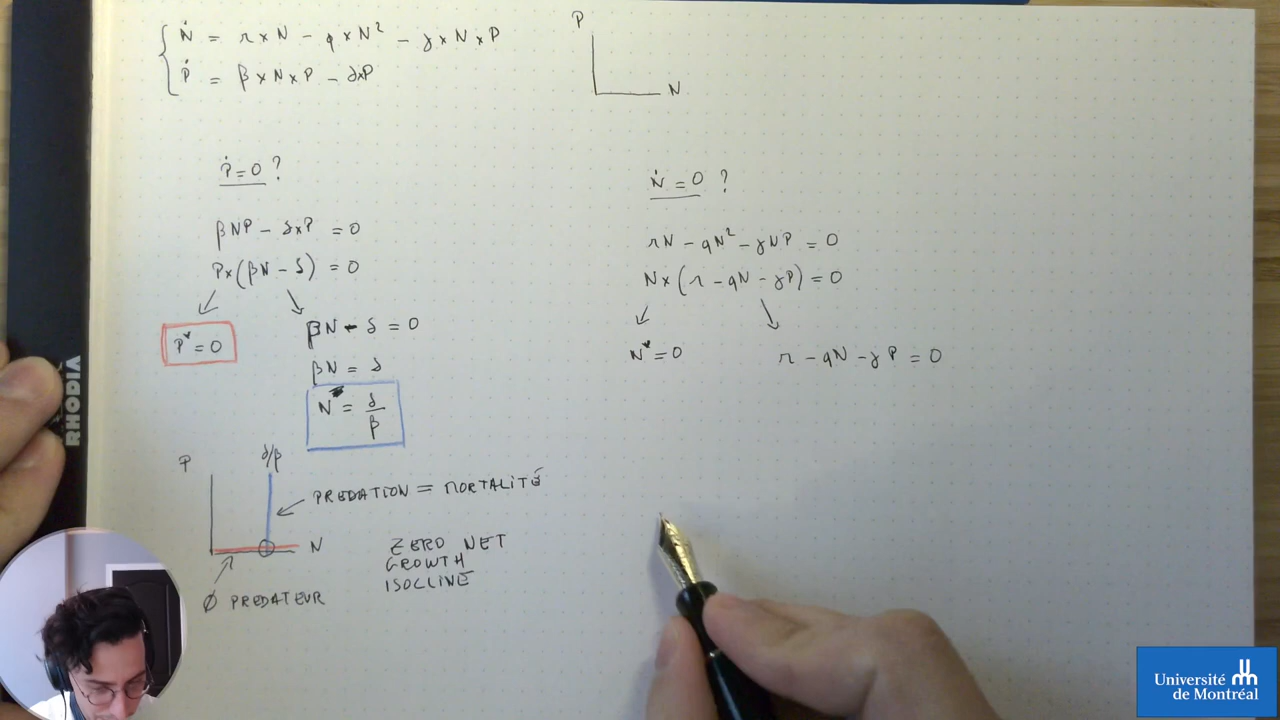 Ṅ = r × N - q × N² - γ × N × P
Ṗ = β × N × P - δ×P
P
N
Ṗ = 0 ?
βNP - δ×P = 0
P×(βN - δ) = 0
P* = 0
βN - δ = 0
βN = δ
N* = δ/β
P
δ/β
PREDATION = MORTALITÉ
N
Ø PREDATEUR
ZERO NET
GROWTH
ISOCLINE
Ṅ = 0 ?
rN - qN² - γNP = 0
N×(r - qN - γP) = 0
N* = 0
r - qN - γP = 0
RHODIA
Université
de Montréal